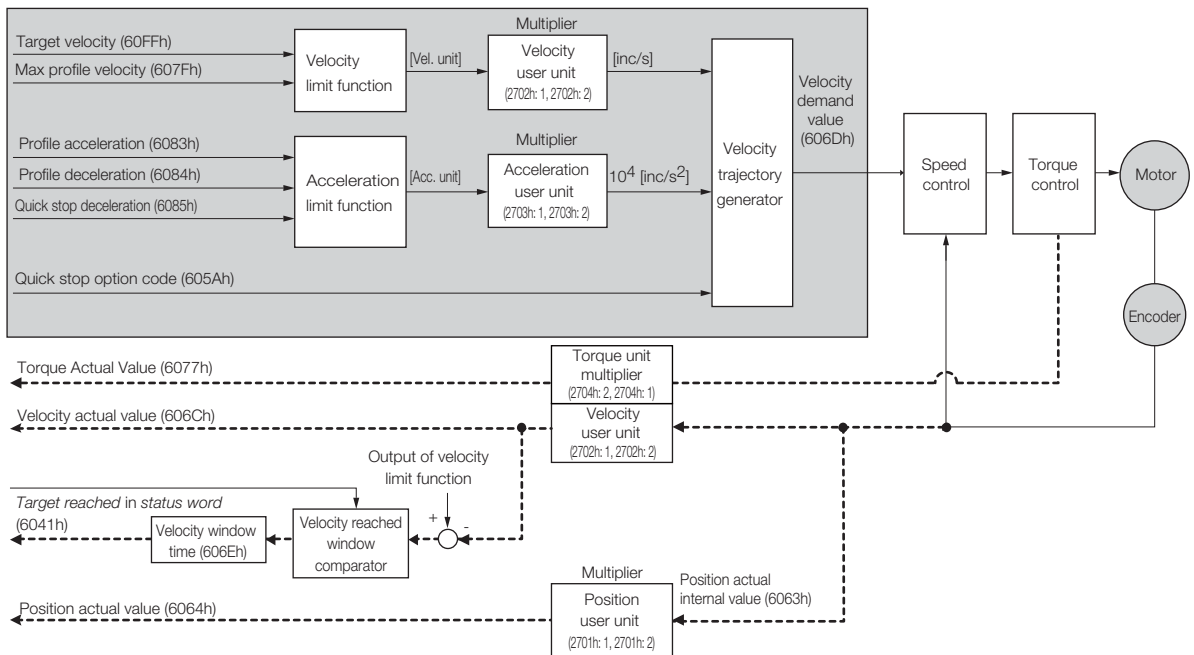 Target velocity (60FFh)
Max profile velocity (607Fh)
Velocity
limit function
[Vel. unit]
Multiplier
Velocity
user unit
(2702h: 1, 2702h: 2)
[inc/s]
Profile acceleration (6083h)
Profile deceleration (6084h)
Quick stop deceleration (6085h)
Acceleration
limit function
[Acc. unit]
Multiplier
Acceleration
user unit
(2703h: 1, 2703h: 2)
10⁴ [inc/s²]
Quick stop option code (605Ah)
Velocity
trajectory
generator
Velocity
demand
value
(606Dh)
Speed
control
Torque
control
Motor
Encoder
Torque Actual Value (6077h)
Torque unit
multiplier
(2704h: 2, 2704h: 1)
Velocity actual value (606Ch)
Velocity
user unit
(2702h: 1, 2702h: 2)
Output of velocity
limit function
+
-
Target reached in status word
(6041h)
Velocity window
time (606Eh)
Velocity reached
window
comparator
Position actual value (6064h)
Multiplier
Position
user unit
(2701h: 1, 2701h: 2)
Position actual
internal value (6063h)